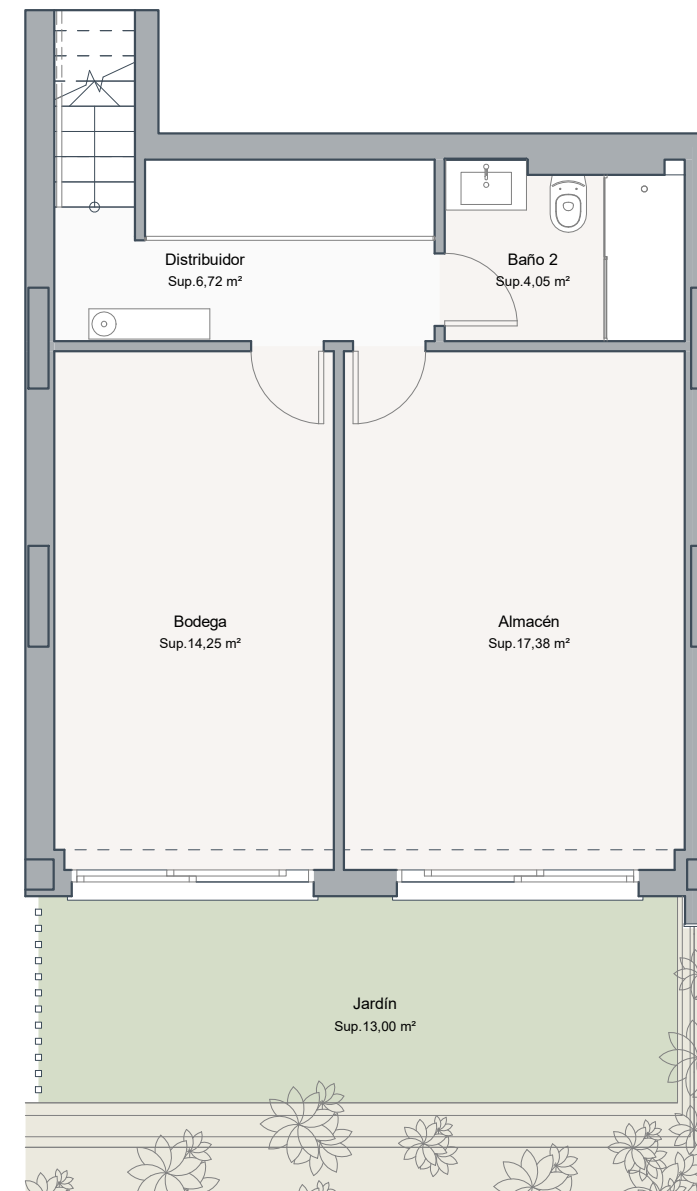 Distribuidor
Sup.6,72 m²
Baño 2
Sup.4,05 m²
Bodega
Sup.14,25 m²
Almacén
Sup.17,38 m²
Jardín
Sup.13,00 m²